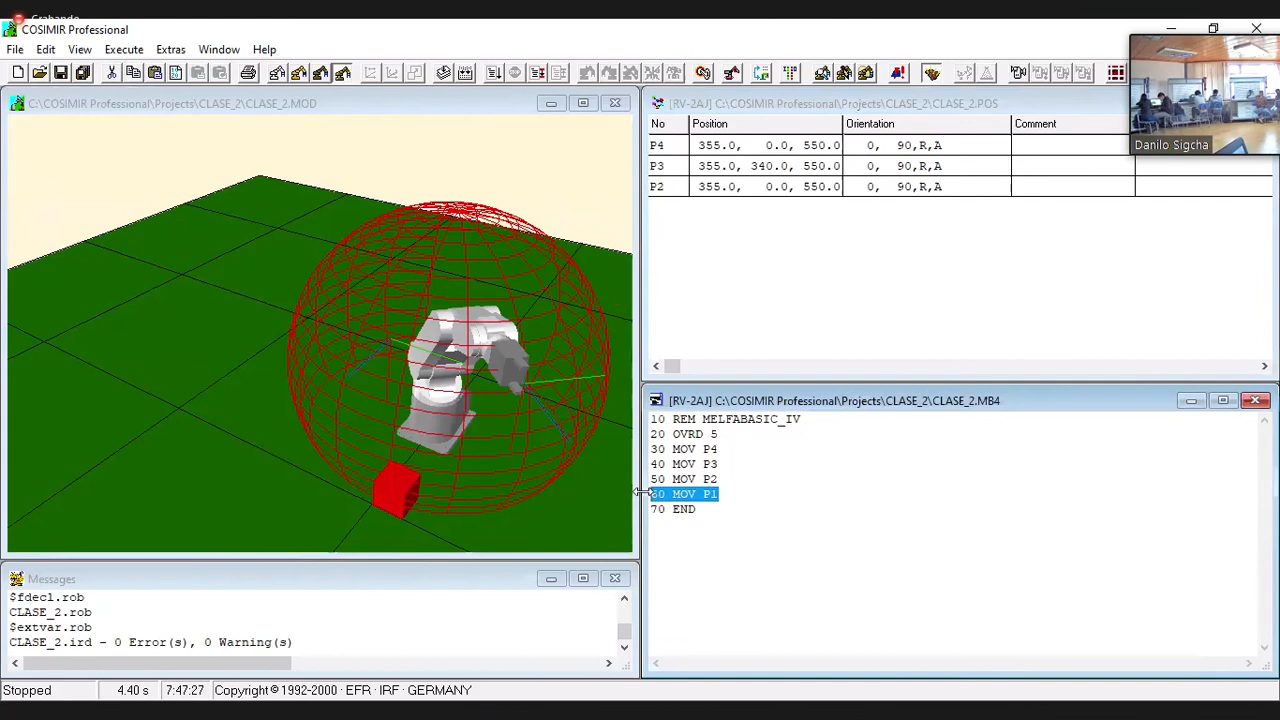 Grabando
COSIMIR Professional
File Edit View Execute Extras Window Help
C:\COSIMIR Professional\Projects\CLASE_2\CLASE_2.MOD
[RV-2AJ] C:\COSIMIR Professional\Projects\CLASE_2\CLASE_2.POS
Danilo Sigcha
No Position Orientation Comment
P4 355.0, 0.0, 550.0 0, 90,R,A
P3 355.0, 340.0, 550.0 0, 90,R,A
P2 355.0, 0.0, 550.0 0, 90,R,A
[RV-2AJ] C:\COSIMIR Professional\Projects\CLASE_2\CLASE_2.MB4
10 REM MELFABASIC_IV
20 OVRD 5
30 MOV P4
40 MOV P3
50 MOV P2
60 MOV P1
70 END
Messages
$fdecl.rob
CLASE_2.rob
$extvar.rob
CLASE_2.ird - 0 Error(s), 0 Warning(s)
Stopped 4.40 s 7:47:27 Copyright © 1992-2000 - EFR - IRF - GERMANY